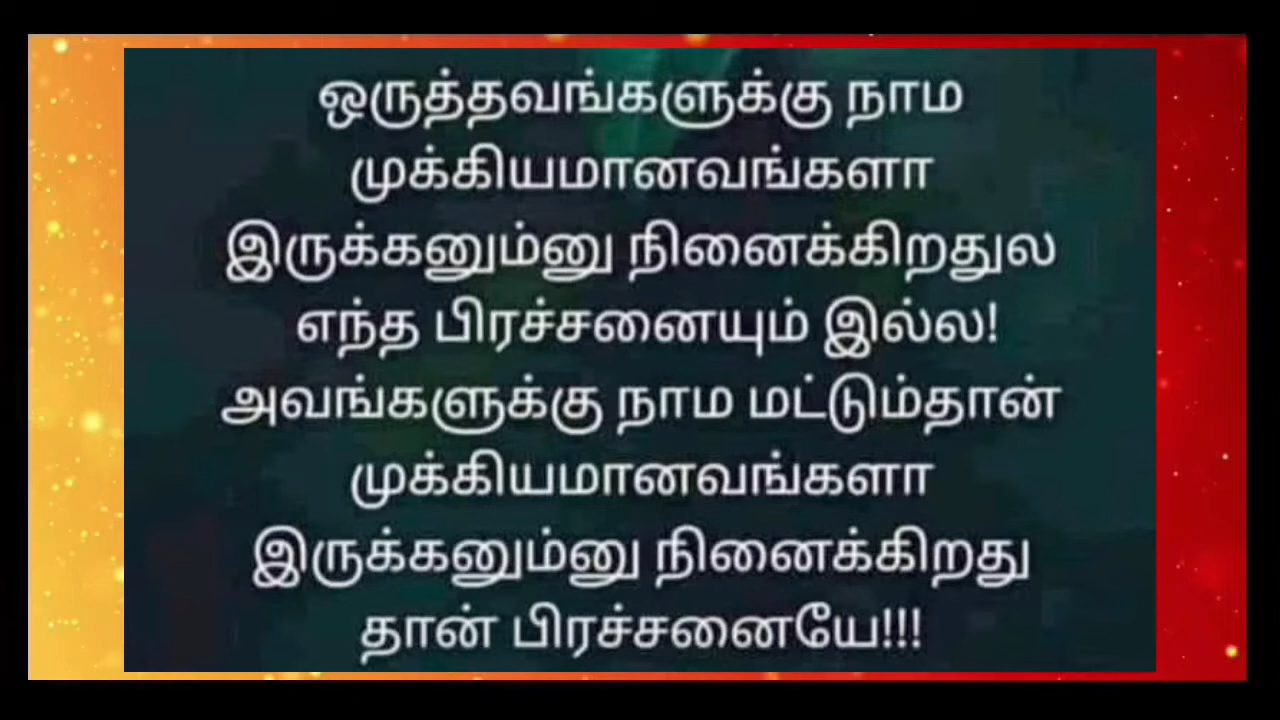 ஒருத்தவங்களுக்கு நாம
முக்கியமானவங்களா
இருக்கனும்னு நினைக்கிறதுல
எந்த பிரச்சனையும் இல்ல!
அவங்களுக்கு நாம மட்டும்தான்
முக்கியமானவங்களா
இருக்கனும்னு நினைக்கிறது
தான் பிரச்சனையே!!!